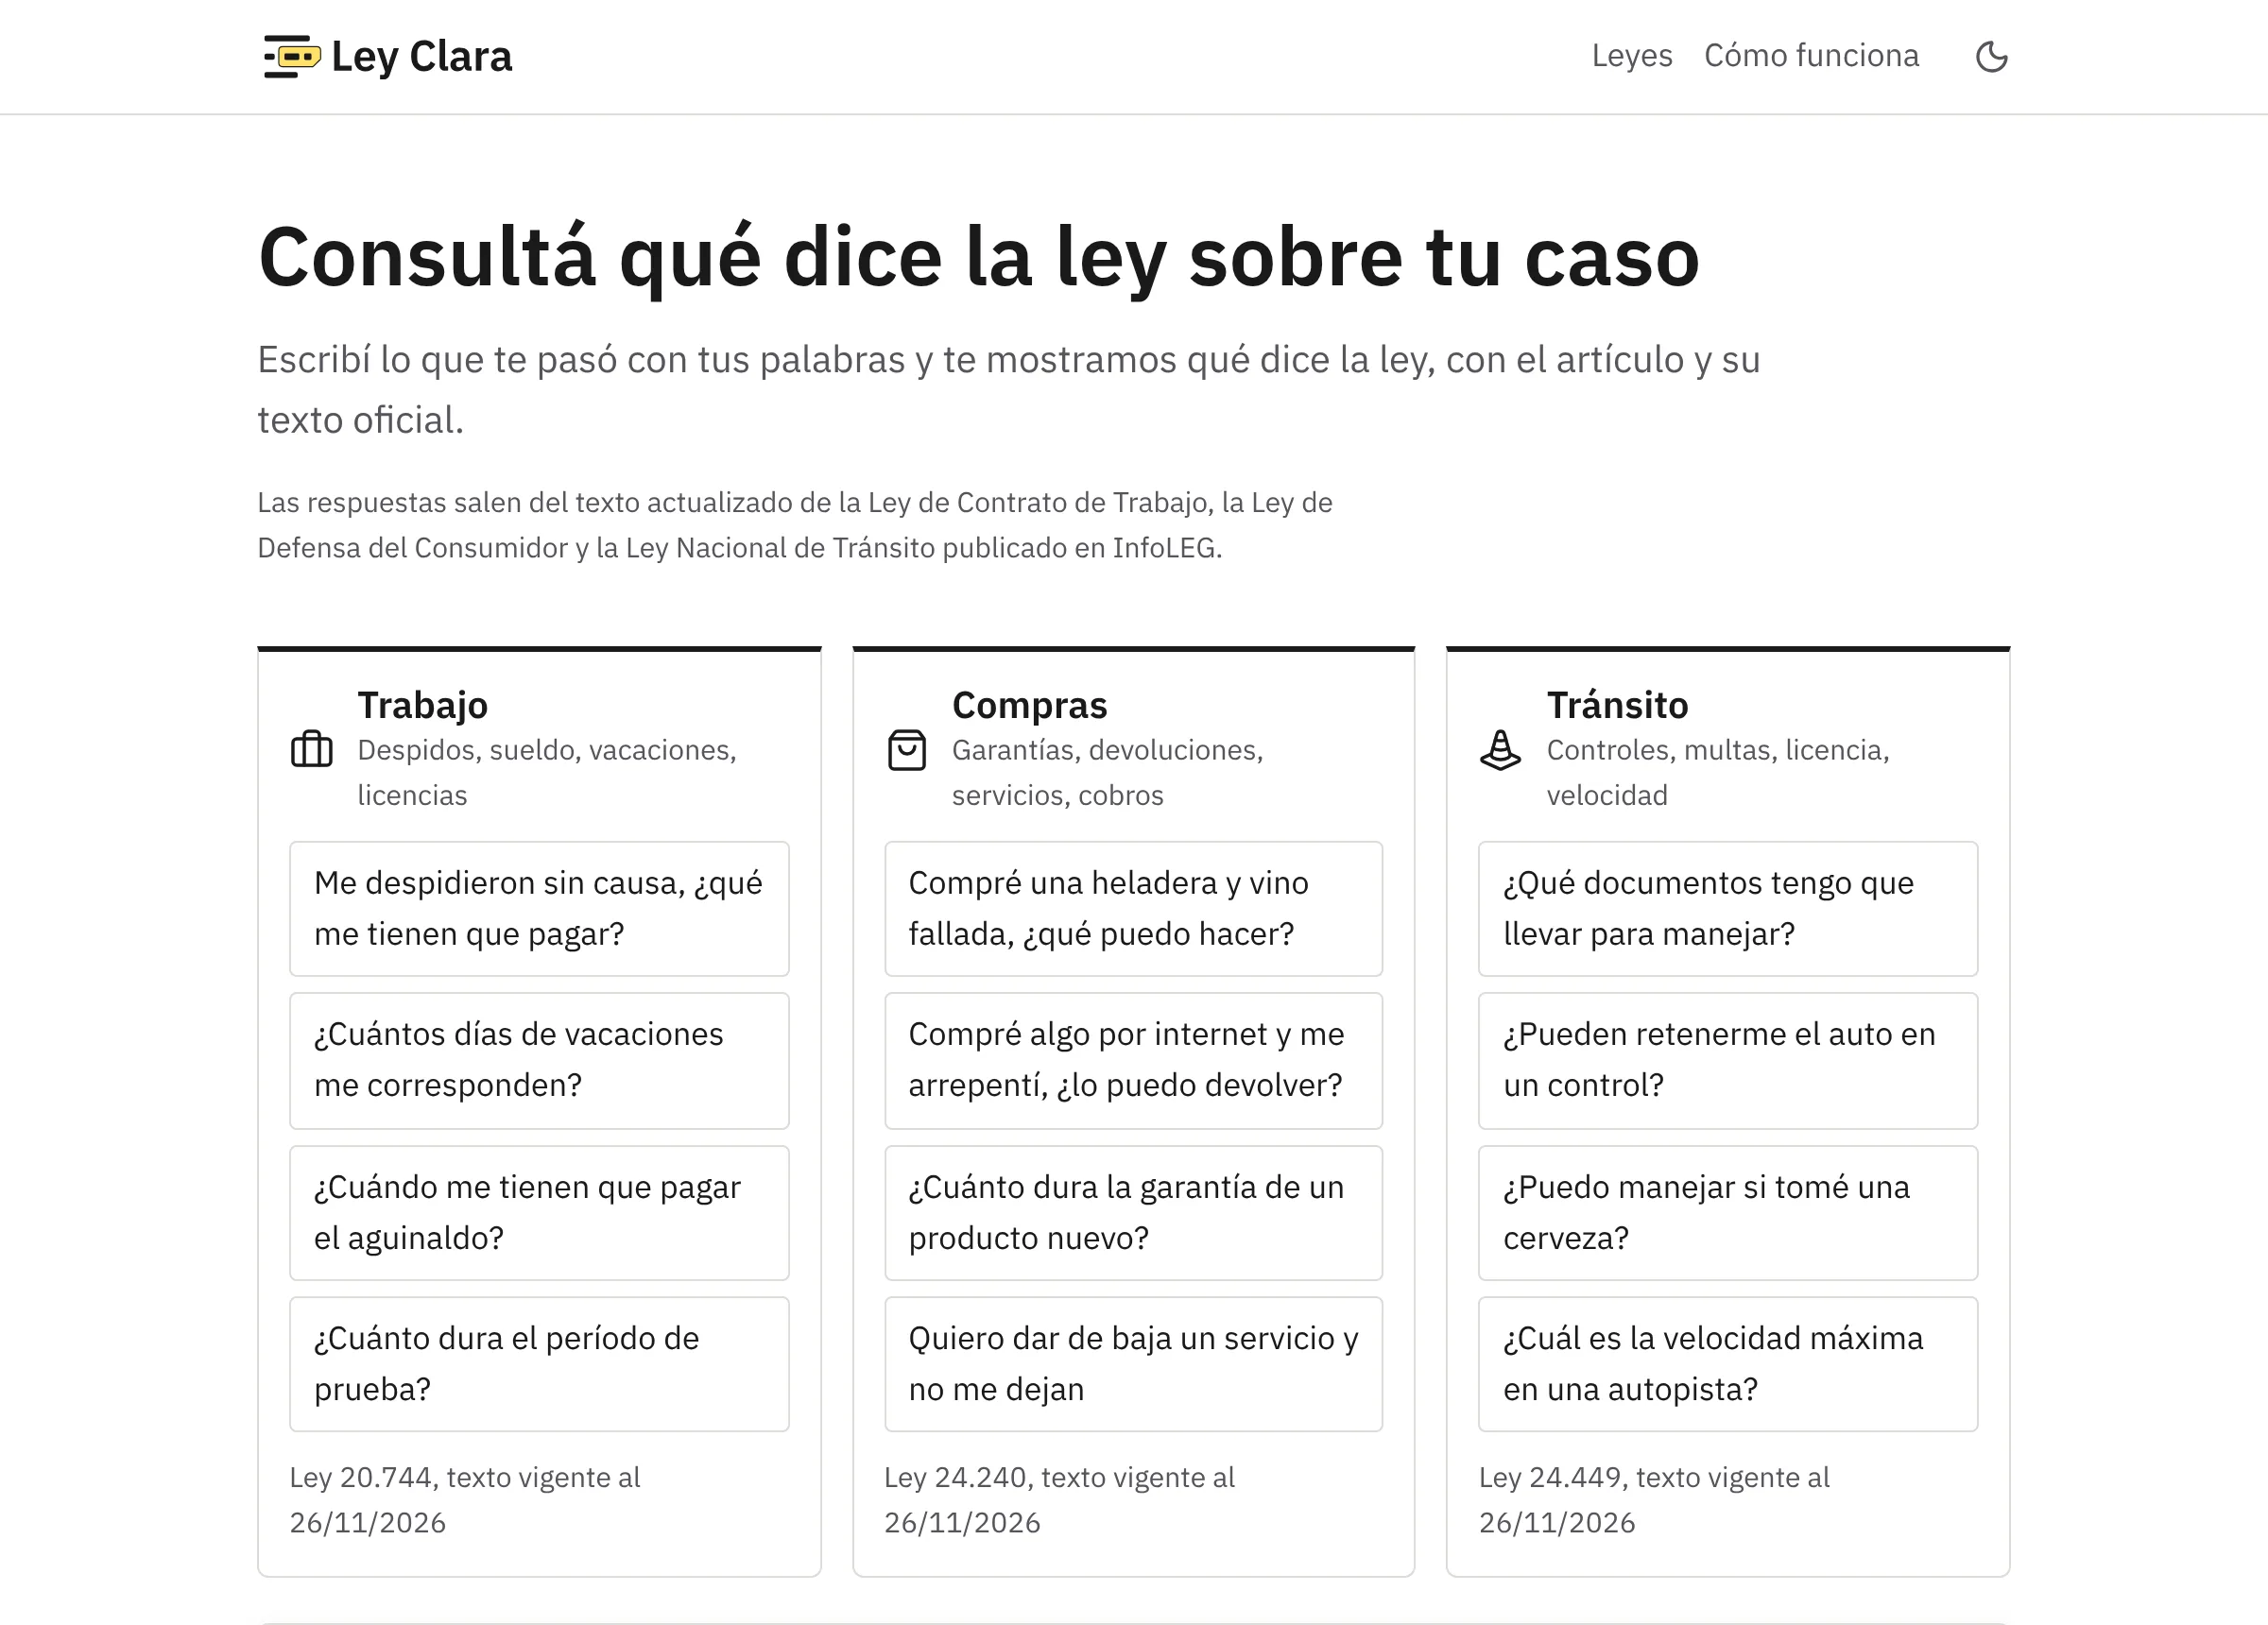 Ley Clara
Leyes
Cómo funciona
Consultá qué dice la ley sobre tu caso
Escribí lo que te pasó con tus palabras y te mostramos qué dice la ley, con el artículo y su
texto oficial.
Las respuestas salen del texto actualizado de la Ley de Contrato de Trabajo, la Ley de
Defensa del Consumidor y la Ley Nacional de Tránsito publicado en InfoLEG.
Trabajo
Despidos, sueldo, vacaciones,
licencias
Me despidieron sin causa, ¿qué
me tienen que pagar?
¿Cuántos días de vacaciones
me corresponden?
¿Cuándo me tienen que pagar
el aguinaldo?
¿Cuánto dura el período de
prueba?
Ley 20.744, texto vigente al
26/11/2026
Compras
Garantías, devoluciones,
servicios, cobros
Compré una heladera y vino
fallada, ¿qué puedo hacer?
Compré algo por internet y me
arrepentí, ¿lo puedo devolver?
¿Cuánto dura la garantía de un
producto nuevo?
Quiero dar de baja un servicio y
no me dejan
Ley 24.240, texto vigente al
26/11/2026
Tránsito
Controles, multas, licencia,
velocidad
¿Qué documentos tengo que
llevar para manejar?
¿Pueden retenerme el auto en
un control?
¿Puedo manejar si tomé una
cerveza?
¿Cuál es la velocidad máxima
en una autopista?
Ley 24.449, texto vigente al
26/11/2026